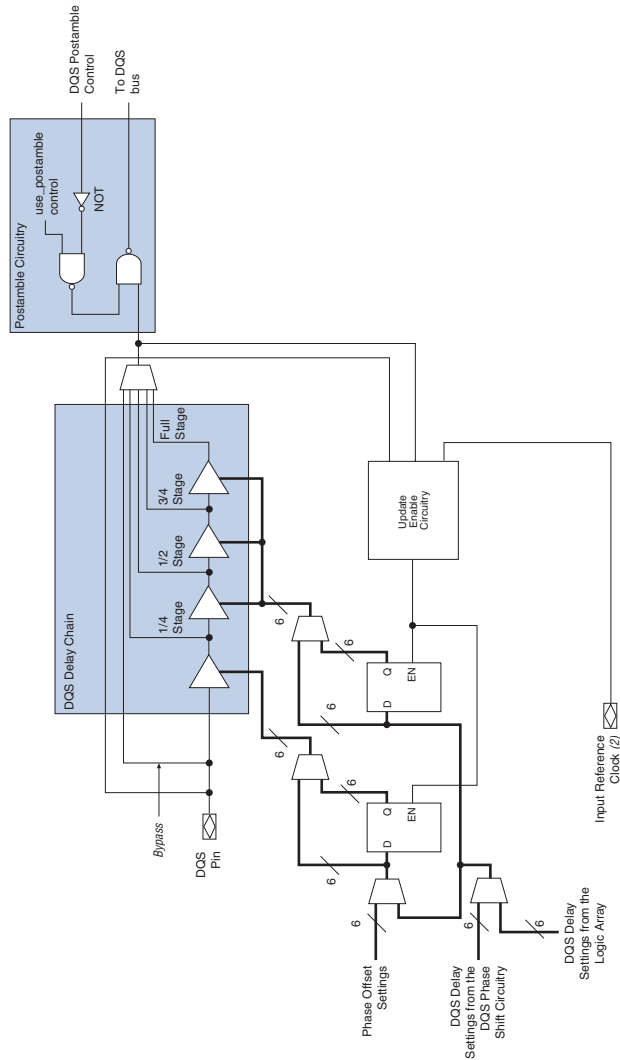 DQS Postamble
Control
To DQS
bus
Postamble Circuitry
use_postamble
control
NOT
DQS Delay Chain
1/4
Stage
1/2
Stage
3/4
Stage
Full
Stage
Bypass
DQS
Pin
6
6
6
6
6
6
D
Q
EN
D
Q
EN
Update
Enable
Circuitry
6
Phase Offset
Settings
6
DQS Delay
Settings from the
DQS Phase
Shift Circuitry
6
DQS Delay
Settings from the
Logic Array
Input Reference
Clock (2)